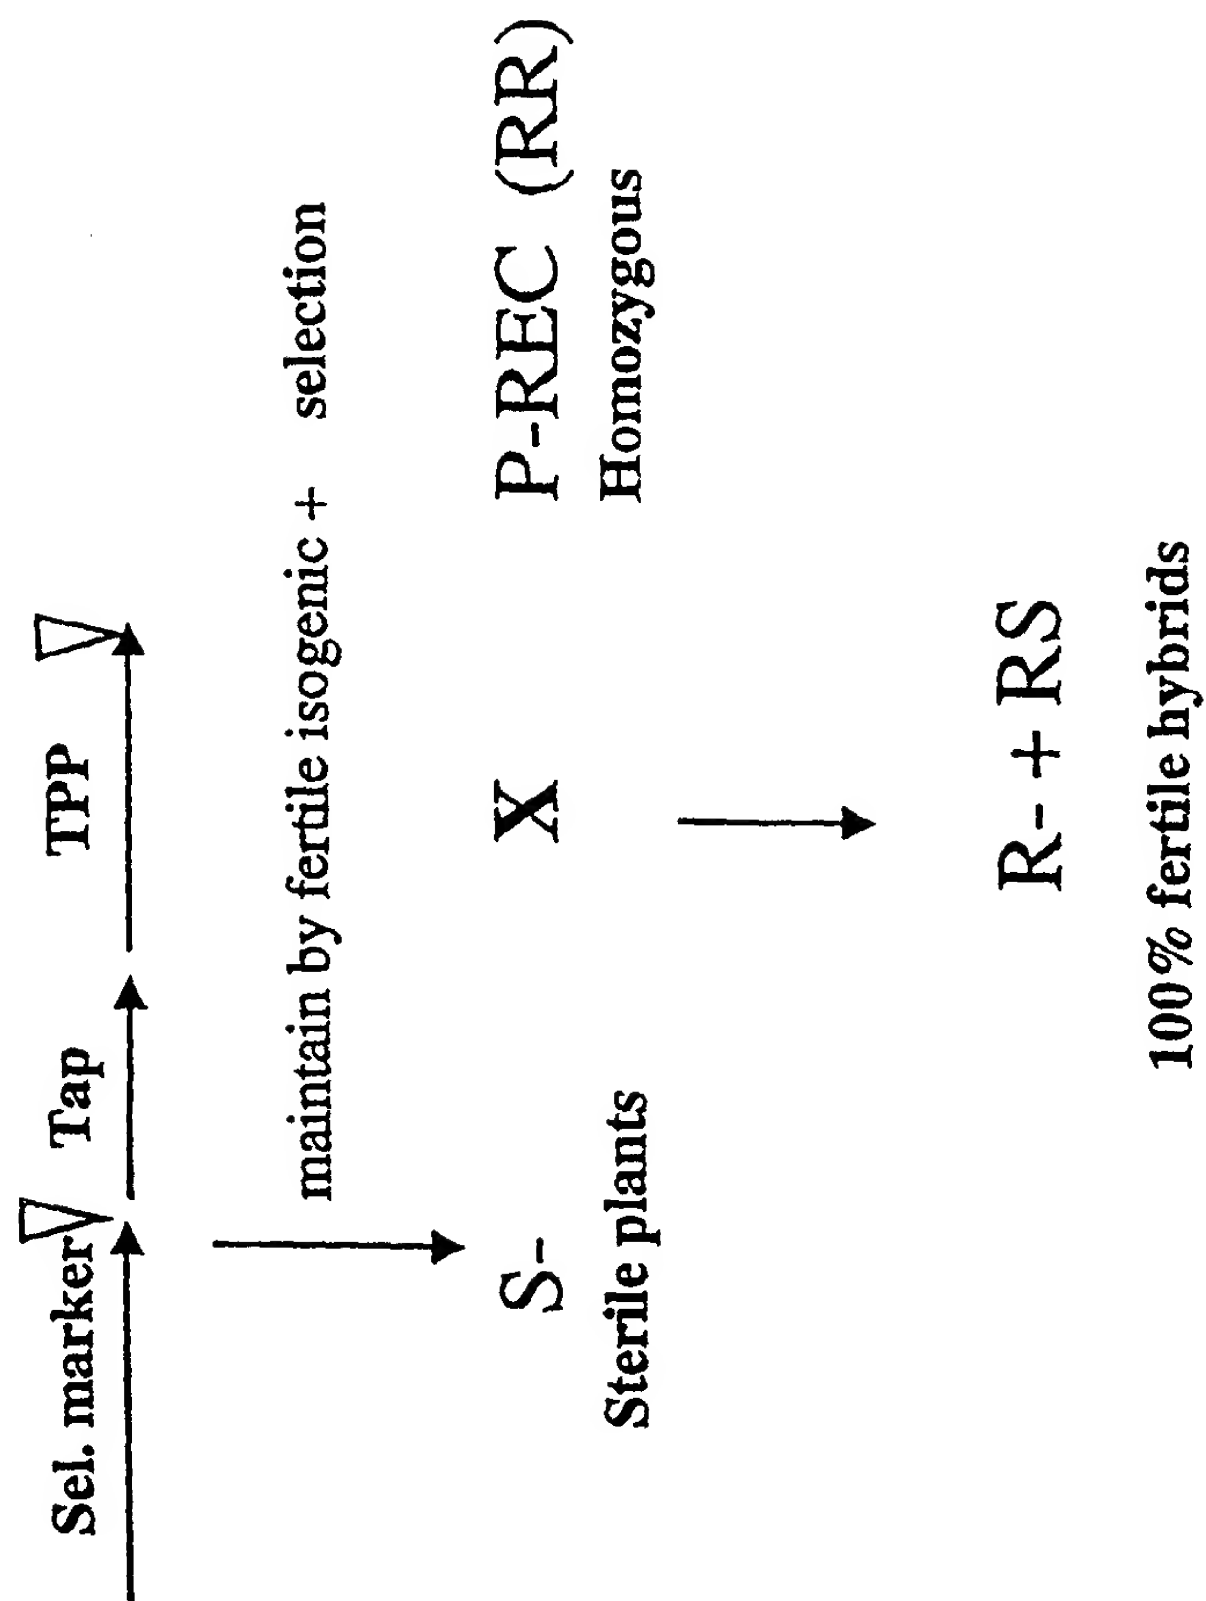 Sel. marker Tap TPP
maintain by fertile isogenic + selection
S- X P-REC (RR)
Sterile plants Homozygous
R- + RS
100% fertile hybrids